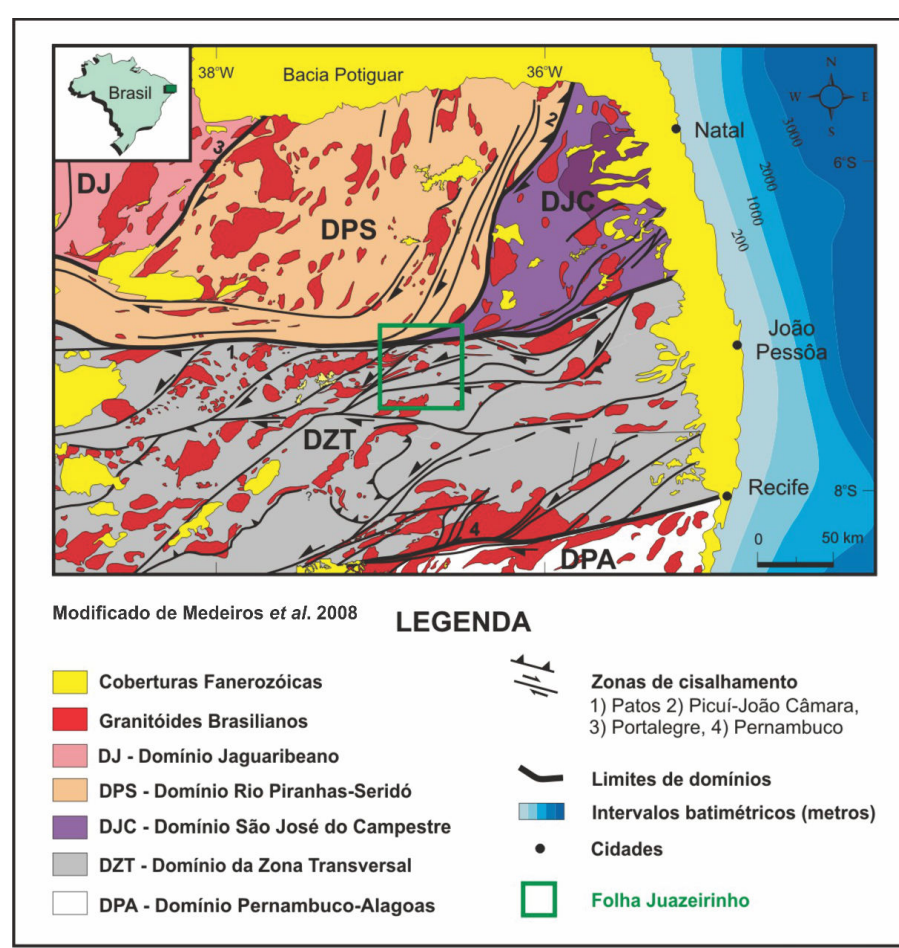 Brasil
38°W
Bacia Potiguar
36°W
N
W E
S
Natal
3000
6°S
3
2
DJ
DPS
DJC
2000
1000
200
João
Pessôa
1
DZT
?
?
Recife
8°S
4
DPA
0 50 km
Modificado de Medeiros et al. 2008
LEGENDA
Coberturas Fanerozóicas
Granitóides Brasilianos
DJ - Domínio Jaguaribeano
DPS - Domínio Rio Piranhas-Seridó
DJC - Domínio São José do Campestre
DZT - Domínio da Zona Transversal
DPA - Domínio Pernambuco-Alagoas
Zonas de cisalhamento
1) Patos 2) Picuí-João Câmara,
3) Portalegre, 4) Pernambuco
Limites de domínios
Intervalos batimétricos (metros)
Cidades
Folha Juazeirinho